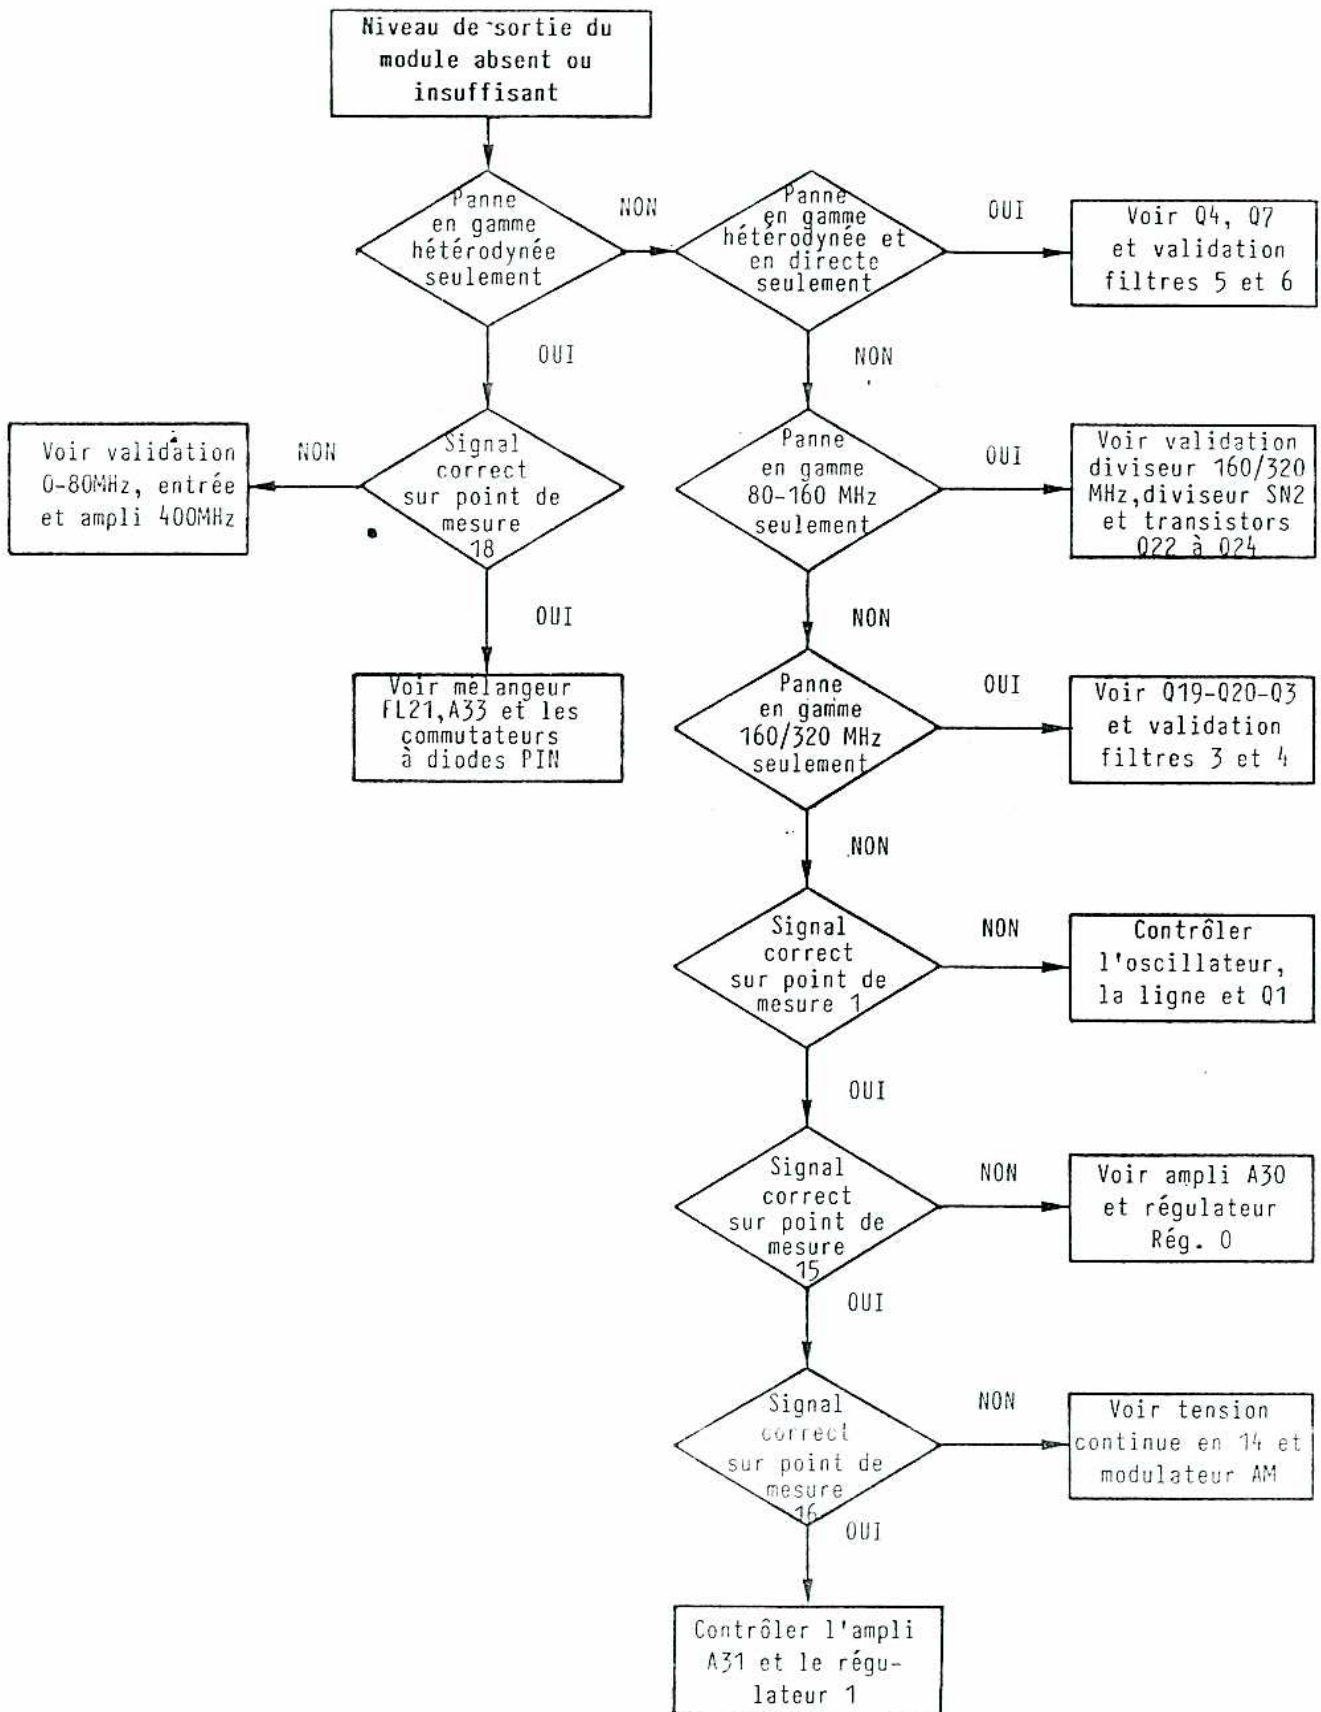 Niveau de sortie du
module absent ou
insuffisant
Panne
en gamme
hétérodynée
seulement
NON
Panne
en gamme
hétérodynée et
en directe
seulement
OUI
Voir Q4, Q7
et validation
filtres 5 et 6
OUI
NON
Voir validation
0-80MHz, entrée
et ampli 400MHz
NON
Signal
correct
sur point de
mesure
18
Panne
en gamme
80-160 MHz
seulement
OUI
Voir validation
diviseur 160/320
MHz,diviseur SN2
et transistors
Q22 à Q24
OUI
NON
Voir mélangeur
FL21,A33 et les
commutateurs
à diodes PIN
Panne
en gamme
160/320 MHz
seulement
OUI
Voir Q19-Q20-Q3
et validation
filtres 3 et 4
NON
Signal
correct
sur point de
mesure 1
NON
Contrôler
l'oscillateur,
la ligne et Q1
OUI
Signal
correct
sur point de
mesure
15
NON
Voir ampli A30
et régulateur
Rég. 0
OUI
Signal
correct
sur point de
mesure
16
NON
Voir tension
continue en 14 et
modulateur AM
OUI
Contrôler l'ampli
A31 et le régu-
lateur 1